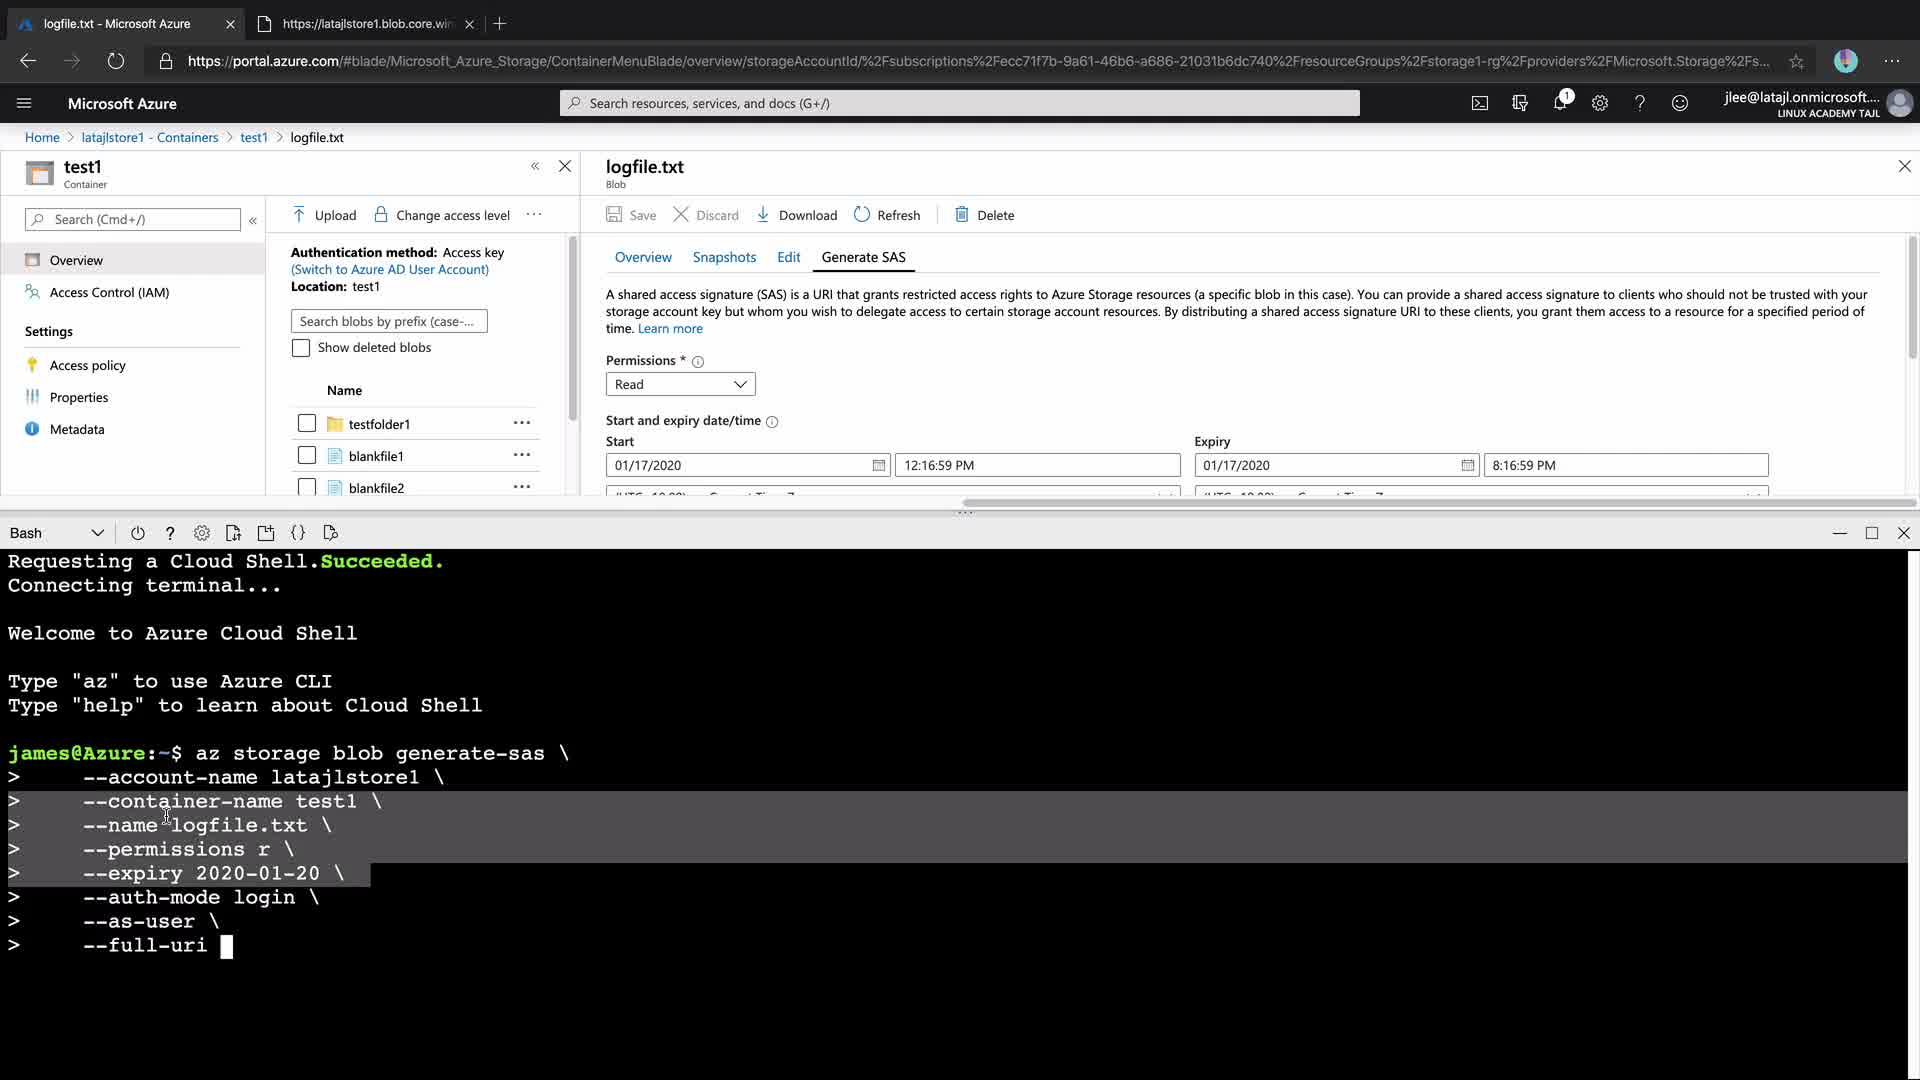 logfile.txt - Microsoft Azure
https://latajlstore1.blob.core.win
https://portal.azure.com/#blade/Microsoft_Azure_Storage/ContainerMenuBlade/overview/storageAccountId/%2Fsubscriptions%2Fecc71f7b-9a61-46b6-a686-21031b6dc740%2FresourceGroups%2Fstorage1-rg%2Fproviders%2FMicrosoft.Storage%2Fs...
Microsoft Azure
Search resources, services, and docs (G+/)
1
jlee@latajl.onmicrosoft....
LINUX ACADEMY TAJL
Home > latajlstore1 - Containers > test1 > logfile.txt
test1
Container
Search (Cmd+/)
Overview
Access Control (IAM)
Settings
Access policy
Properties
Metadata
Upload Change access level ...
Authentication method: Access key
(Switch to Azure AD User Account)
Location: test1
Search blobs by prefix (case-...
Show deleted blobs
Name
testfolder1 ...
blankfile1 ...
blankfile2 ...
logfile.txt
Blob
Save Discard Download Refresh Delete
Overview Snapshots Edit Generate SAS
A shared access signature (SAS) is a URI that grants restricted access rights to Azure Storage resources (a specific blob in this case). You can provide a shared access signature to clients who should not be trusted with your
storage account key but whom you wish to delegate access to certain storage account resources. By distributing a shared access signature URI to these clients, you grant them access to a resource for a specified period of
time. Learn more
Permissions *
Read
Start and expiry date/time
Start
01/17/2020 12:16:59 PM
Expiry
01/17/2020 8:16:59 PM
Bash
Requesting a Cloud Shell.Succeeded.
Connecting terminal...
Welcome to Azure Cloud Shell
Type "az" to use Azure CLI
Type "help" to learn about Cloud Shell
james@Azure:~$ az storage blob generate-sas \
> --account-name latajlstore1 \
> --container-name test1 \
> --name logfile.txt \
> --permissions r \
> --expiry 2020-01-20 \
> --auth-mode login \
> --as-user \
> --full-uri